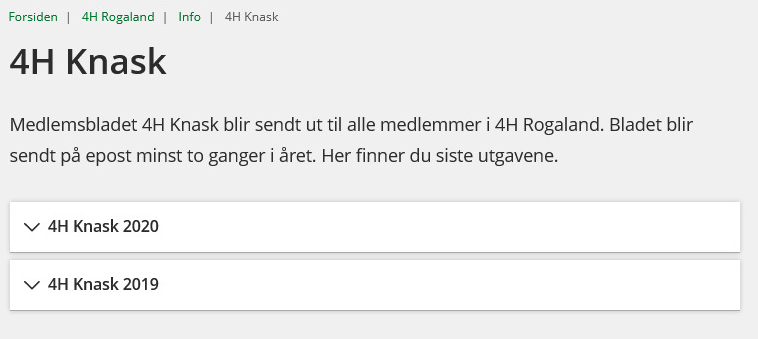 Forsiden | 4H Rogaland | Info | 4H Knask
4H Knask
Medlemsbladet 4H Knask blir sendt ut til alle medlemmer i 4H Rogaland. Bladet blir
sendt på epost minst to ganger i året. Her finner du siste utgavene.
4H Knask 2020
4H Knask 2019